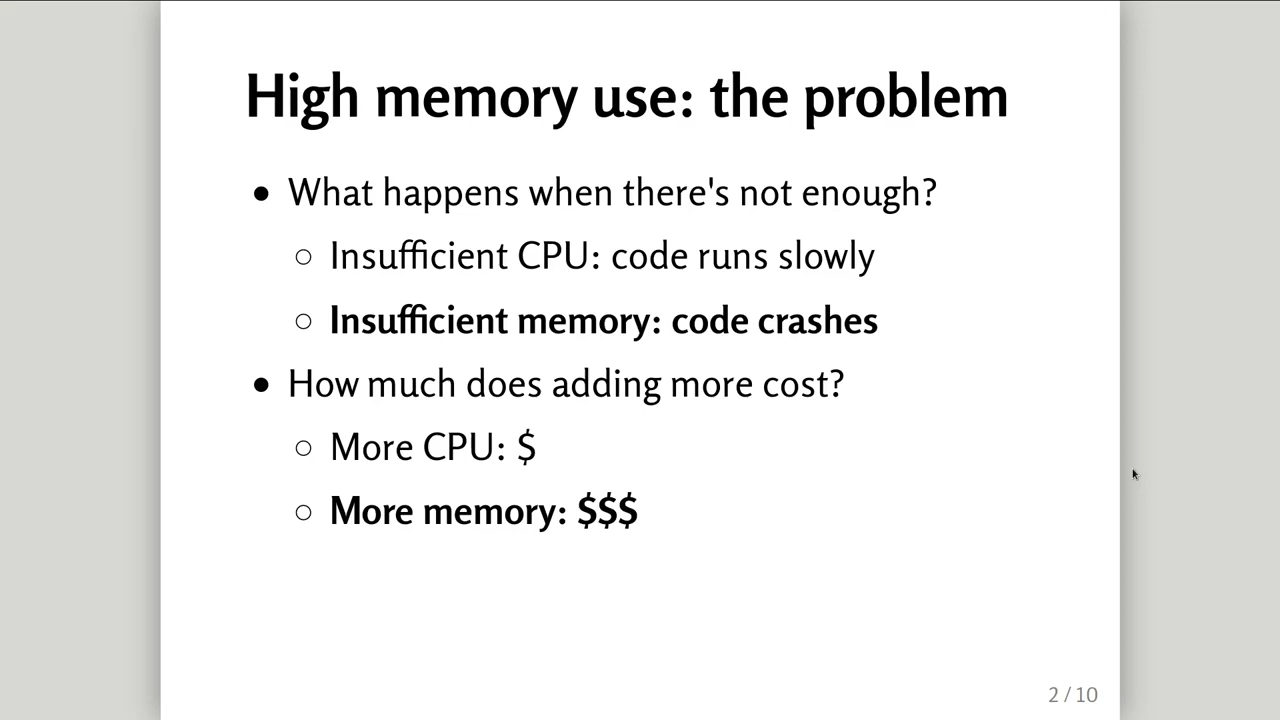 High memory use: the problem
● What happens when there's not enough?
○ Insufficient CPU: code runs slowly
○ Insufficient memory: code crashes
● How much does adding more cost?
○ More CPU: $
○ More memory: $$$
2 / 10